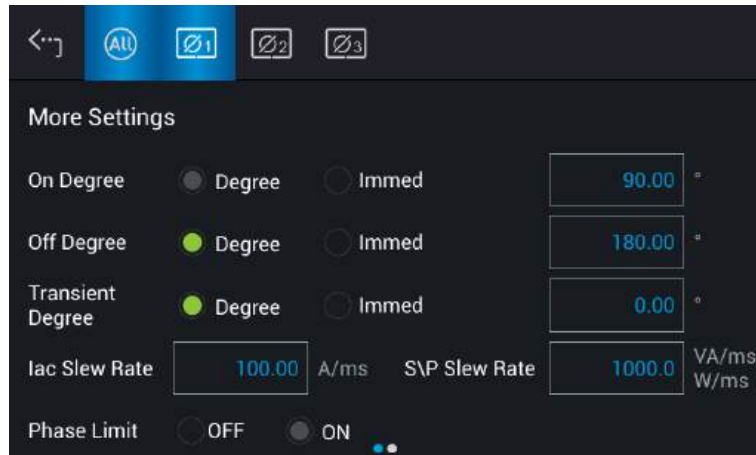 All Ø1 Ø2 Ø3
More Settings
On Degree Degree Immed 90.00 °
Off Degree Degree Immed 180.00 °
Transient Degree Degree Immed 0.00 °
Iac Slew Rate 100.00 A/ms S\P Slew Rate 1000.0 VA/ms W/ms
Phase Limit OFF ON